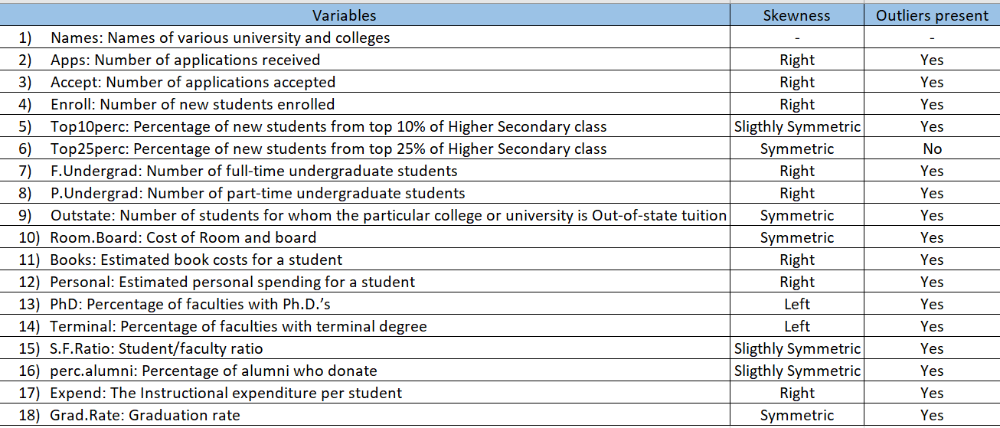 Variables Skewness Outliers present
1) Names: Names of various university and colleges - -
2) Apps: Number of applications received Right Yes
3) Accept: Number of applications accepted Right Yes
4) Enroll: Number of new students enrolled Right Yes
5) Top10perc: Percentage of new students from top 10% of Higher Secondary class Sligthly Symmetric Yes
6) Top25perc: Percentage of new students from top 25% of Higher Secondary class Symmetric No
7) F.Undergrad: Number of full-time undergraduate students Right Yes
8) P.Undergrad: Number of part-time undergraduate students Right Yes
9) Outstate: Number of students for whom the particular college or university is Out-of-state tuition Symmetric Yes
10) Room.Board: Cost of Room and board Symmetric Yes
11) Books: Estimated book costs for a student Right Yes
12) Personal: Estimated personal spending for a student Right Yes
13) PhD: Percentage of faculties with Ph.D.’s Left Yes
14) Terminal: Percentage of faculties with terminal degree Left Yes
15) S.F.Ratio: Student/faculty ratio Sligthly Symmetric Yes
16) perc.alumni: Percentage of alumni who donate Sligthly Symmetric Yes
17) Expend: The Instructional expenditure per student Right Yes
18) Grad.Rate: Graduation rate Symmetric Yes